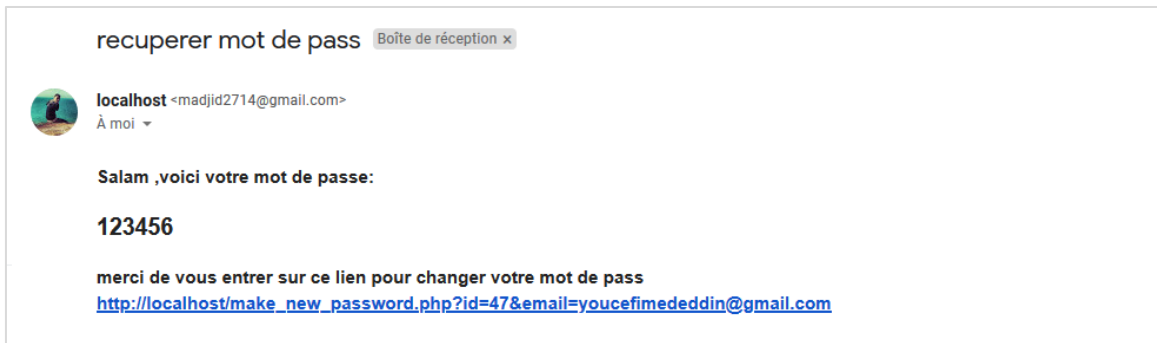 recuperer mot de pass Boîte de réception ×
localhost <madjid2714@gmail.com>
À moi
Salam ,voici votre mot de passe:
123456
merci de vous entrer sur ce lien pour changer votre mot de pass
http://localhost/make_new_password.php?id=47&email=youcefimededdin@gmail.com